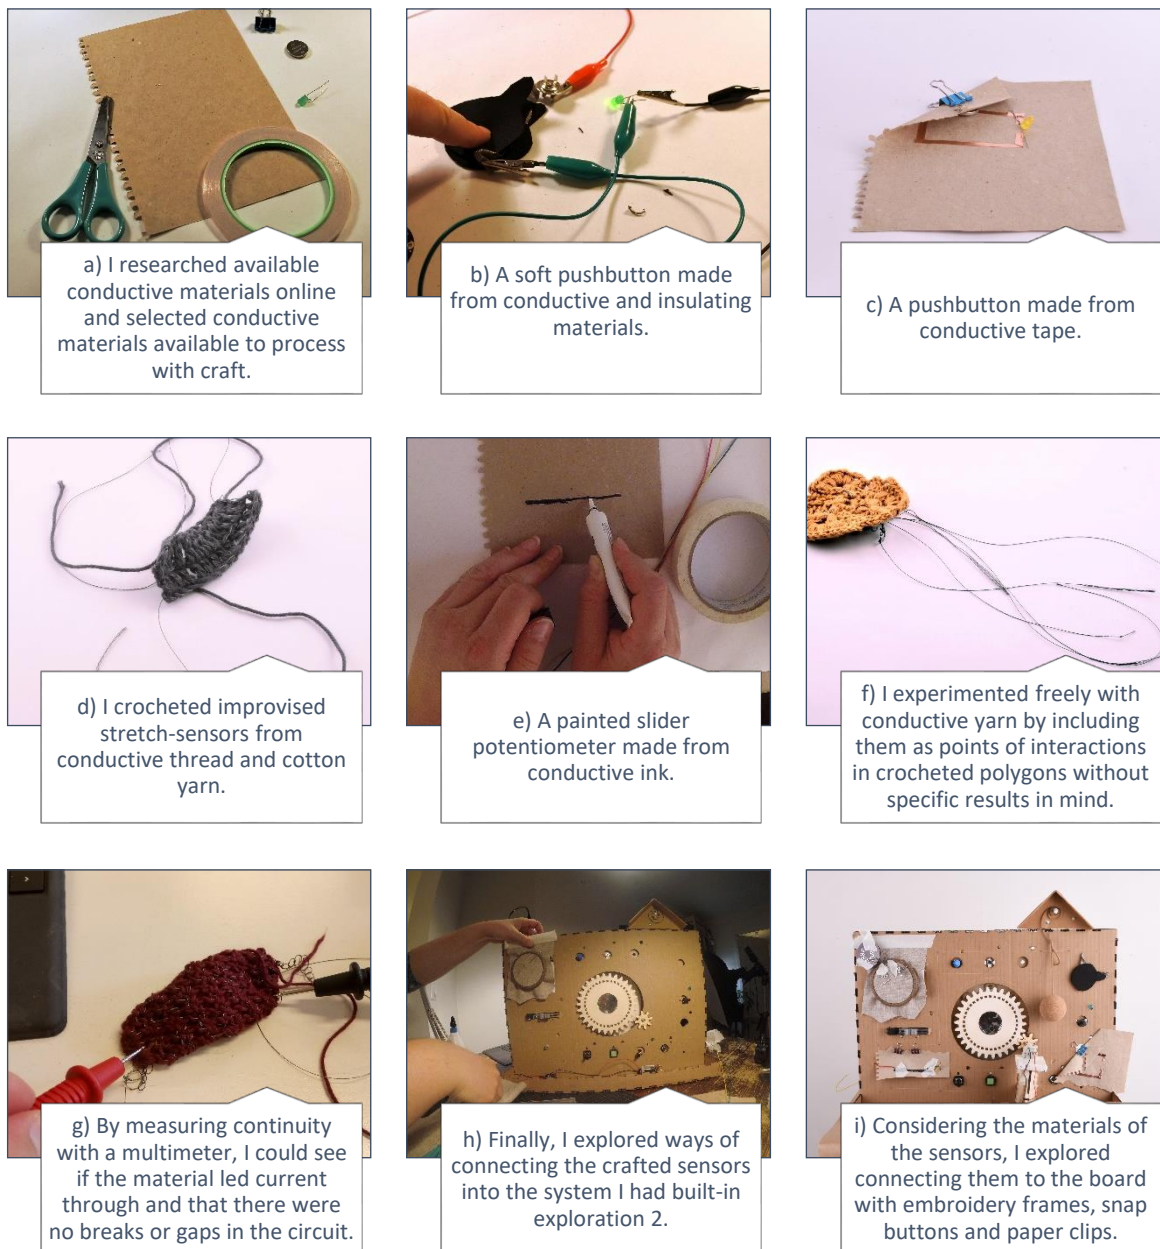 a) I researched available
conductive materials online
and selected conductive
materials available to process
with craft.
b) A soft pushbutton made
from conductive and insulating
materials.
c) A pushbutton made from
conductive tape.
d) I crocheted improvised
stretch-sensors from
conductive thread and cotton
yarn.
e) A painted slider
potentiometer made from
conductive ink.
f) I experimented freely with
conductive yarn by including
them as points of interactions
in crocheted polygons without
specific results in mind.
g) By measuring continuity
with a multimeter, I could see
if the material led current
through and that there were
no breaks or gaps in the circuit.
h) Finally, I explored ways of
connecting the crafted sensors
into the system I had built-in
exploration 2.
i) Considering the materials of
the sensors, I explored
connecting them to the board
with embroidery frames, snap
buttons and paper clips.